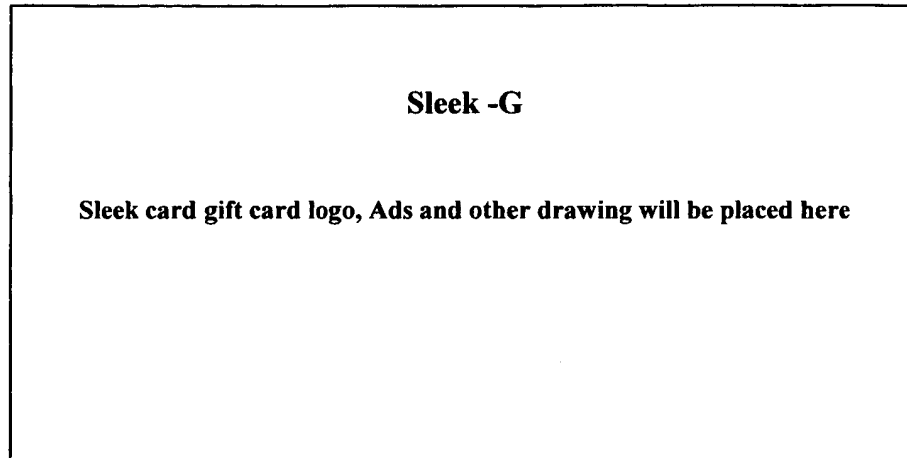 Sleek -G
Sleek card gift card logo, Ads and other drawing will be placed here